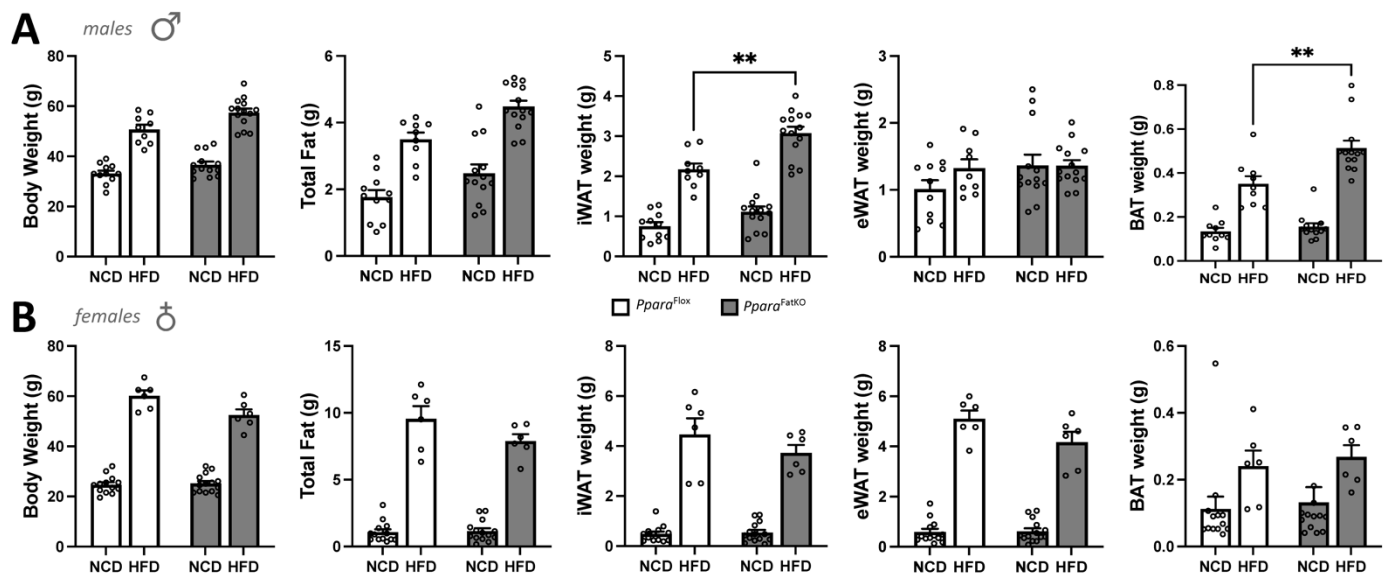 A males ♂
Body Weight (g)
80
60
40
20
0
NCD HFD NCD HFD
Total Fat (g)
6
4
2
0
NCD HFD NCD HFD
iWAT weight (g)
5
4
3
2
1
0
**
NCD HFD NCD HFD
eWAT weight (g)
3
2
1
0
NCD HFD NCD HFD
BAT weight (g)
0.8
0.6
0.4
0.2
0.0
**
NCD HFD NCD HFD
Ppara^Flox Ppara^FatKO
B females ♀
Body Weight (g)
80
60
40
20
0
NCD HFD NCD HFD
Total Fat (g)
15
10
5
0
NCD HFD NCD HFD
iWAT weight (g)
8
6
4
2
0
NCD HFD NCD HFD
eWAT weight (g)
8
6
4
2
0
NCD HFD NCD HFD
BAT weight (g)
0.6
0.4
0.2
0.0
NCD HFD NCD HFD